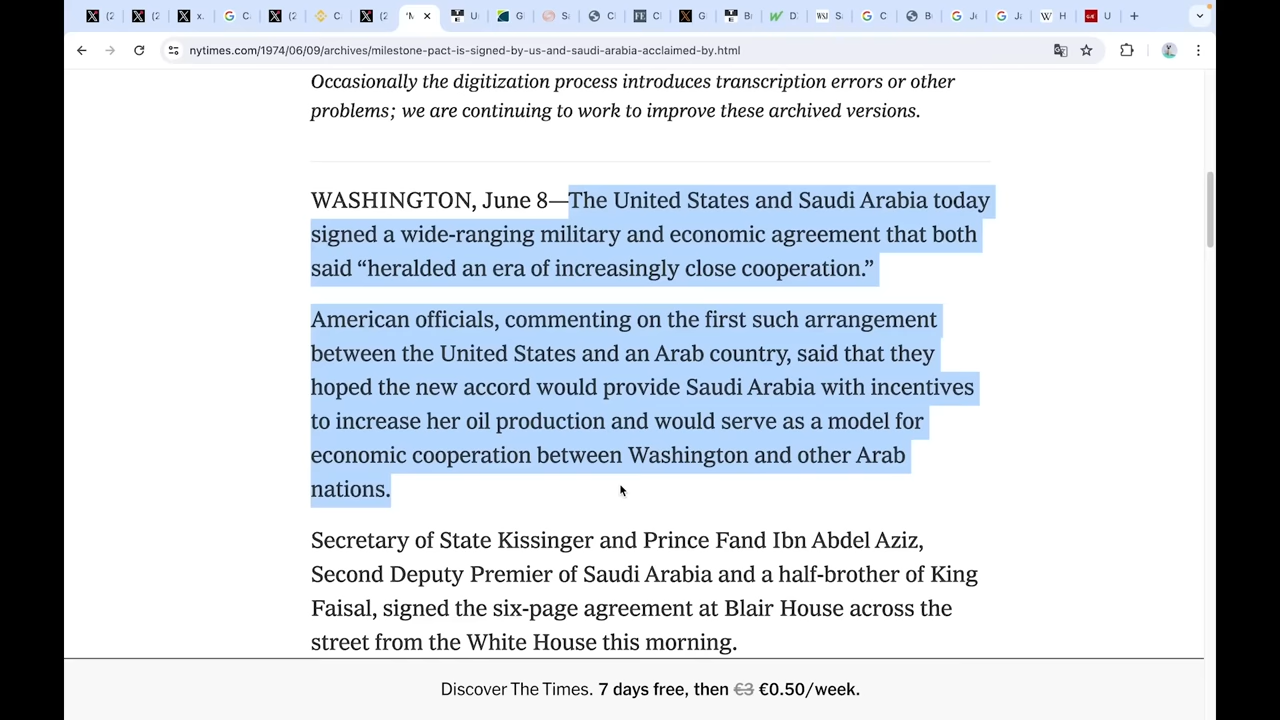 (2
(2
x.
C
(2
C
(2
'M
U
G
S
C
C
G
B
D
WSJ
S
C
B
J
J
W
H
U
nytimes.com/1974/06/09/archives/milestone-pact-is-signed-by-us-and-saudi-arabia-acclaimed-by.html
Occasionally the digitization process introduces transcription errors or other
problems; we are continuing to work to improve these archived versions.
WASHINGTON, June 8—The United States and Saudi Arabia today
signed a wide-ranging military and economic agreement that both
said “heralded an era of increasingly close cooperation.”
American officials, commenting on the first such arrangement
between the United States and an Arab country, said that they
hoped the new accord would provide Saudi Arabia with incentives
to increase her oil production and would serve as a model for
economic cooperation between Washington and other Arab
nations.
Secretary of State Kissinger and Prince Fand Ibn Abdel Aziz,
Second Deputy Premier of Saudi Arabia and a half-brother of King
Faisal, signed the six-page agreement at Blair House across the
street from the White House this morning.
Discover The Times. 7 days free, then €3 €0.50/week.